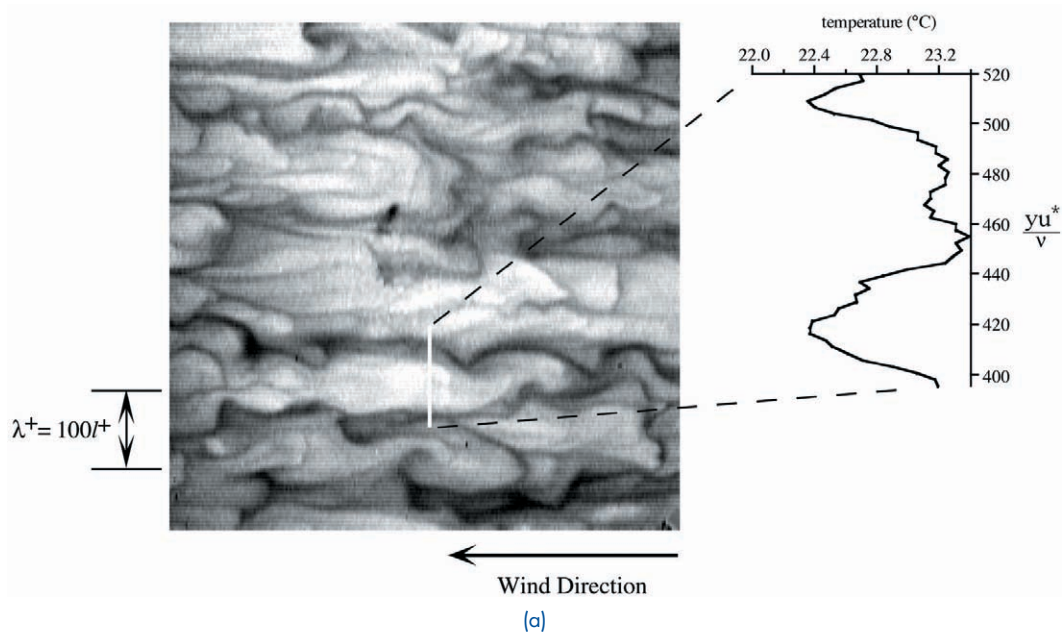 temperature (°C)
22.0 22.4 22.8 23.2
520
500
480
460
yu*
ν
440
420
400
λ⁺= 100l⁺
Wind Direction
(a)